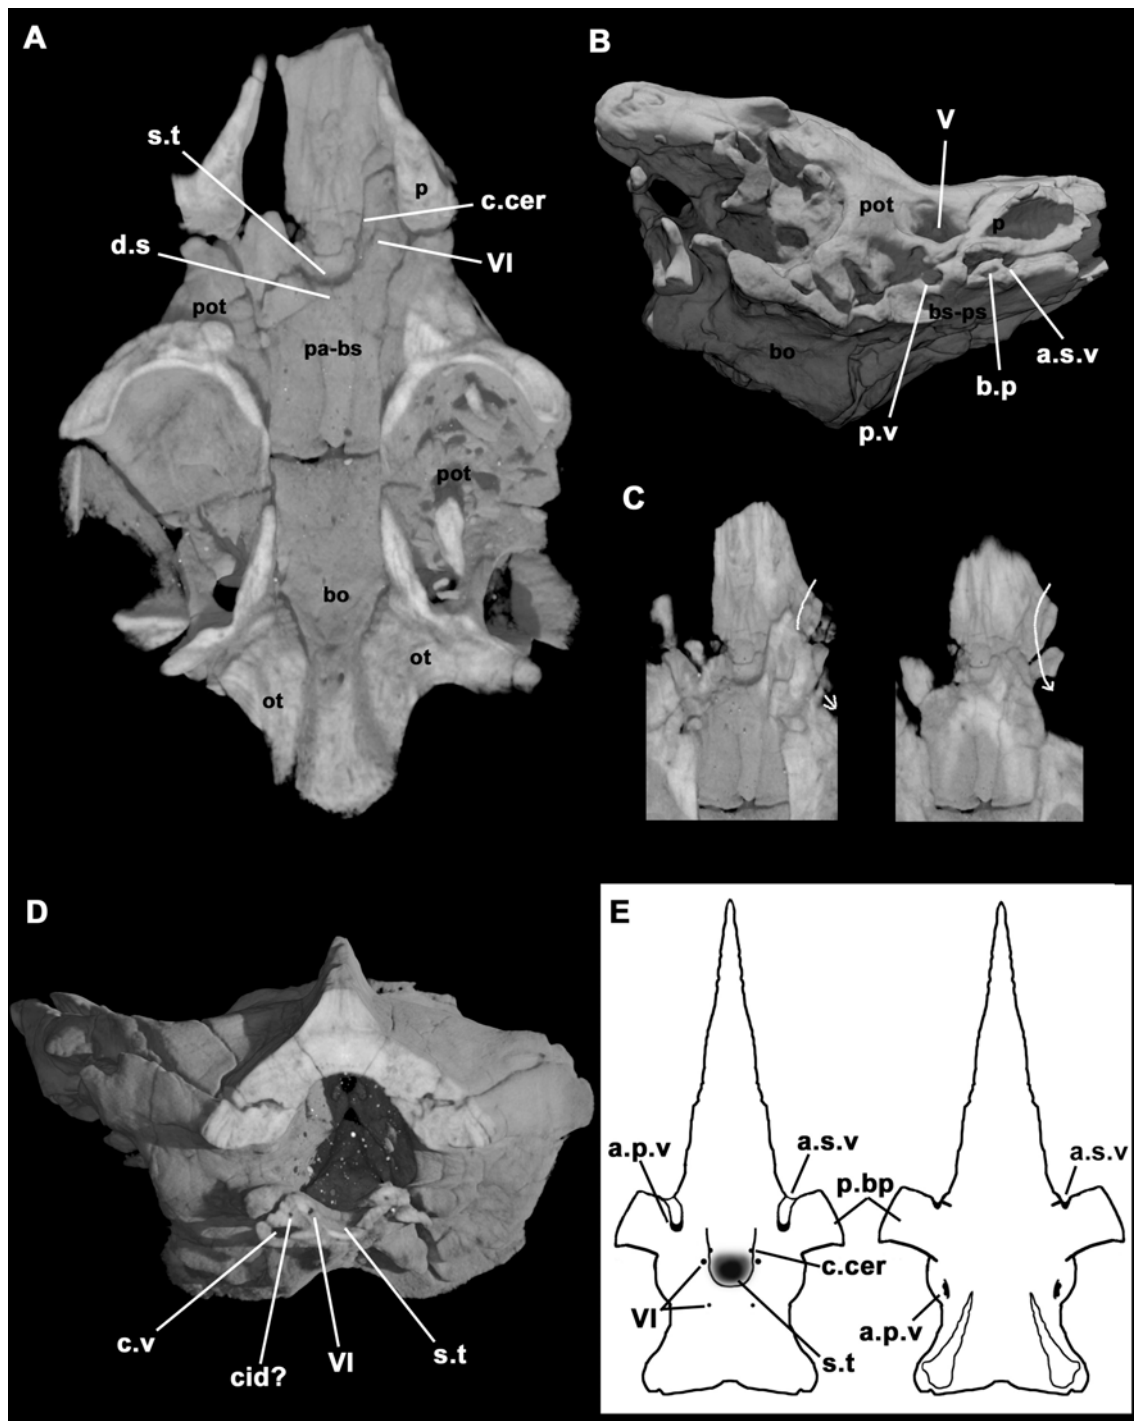 A
s.t
p
c.cer
d.s
VI
pot
pa-bs
pot
bo
ot
ot
B
V
pot
p
bs-ps
bo
a.s.v
b.p
p.v
C
D
c.v
cid?
VI
s.t
E
a.p.v
a.s.v
p.bp
a.s.v
c.cer
VI
a.p.v
s.t